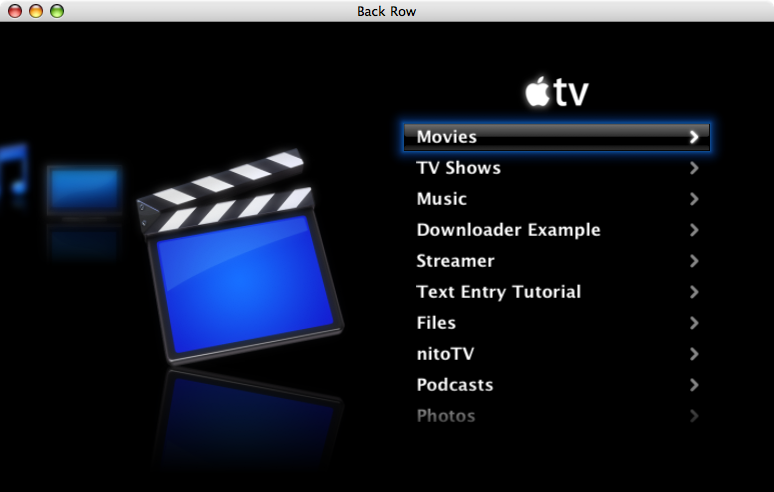 Back Row
tv
Movies
TV Shows
Music
Downloader Example
Streamer
Text Entry Tutorial
Files
nitoTV
Podcasts
Photos